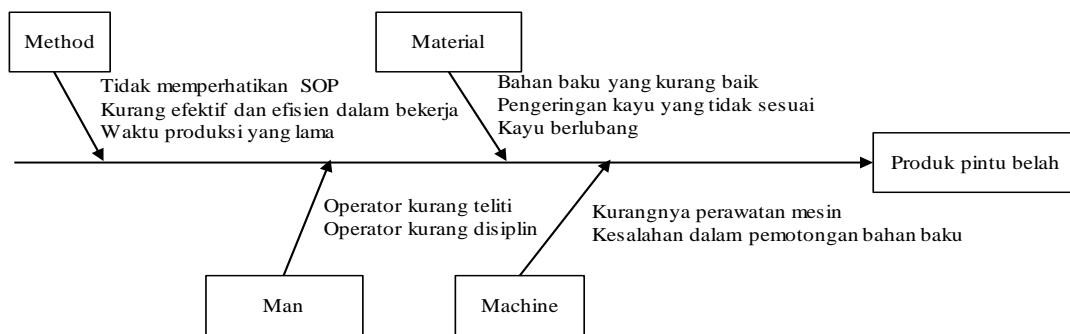 Method
Material
Tidak memperhatikan SOP
Kurang efektif dan efisien dalam bekerja
Waktu produksi yang lama
Bahan baku yang kurang baik
Pengeringan kayu yang tidak sesuai
Kayu berlubang
Produk pintu belah
Operator kurang teliti
Operator kurang disiplin
Kurangnya perawatan mesin
Kesalahan dalam pemotongan bahan baku
Man
Machine